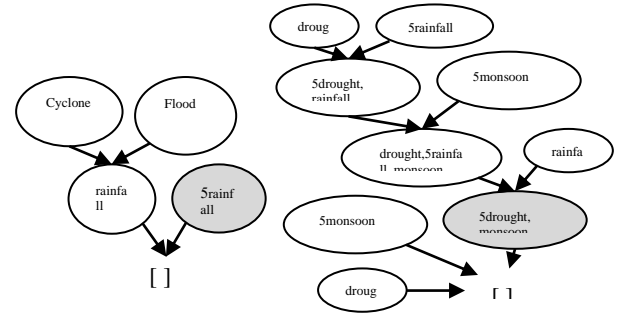 droug
5rainfall
5drought,
rainfall
5monsoon
Cyclone
Flood
drought,5rainfa
ll, monsoon
rainfa
rainfa
ll
5rainf
all
5drought,
monsoon
5monsoon
[ ]
[ ]
droug